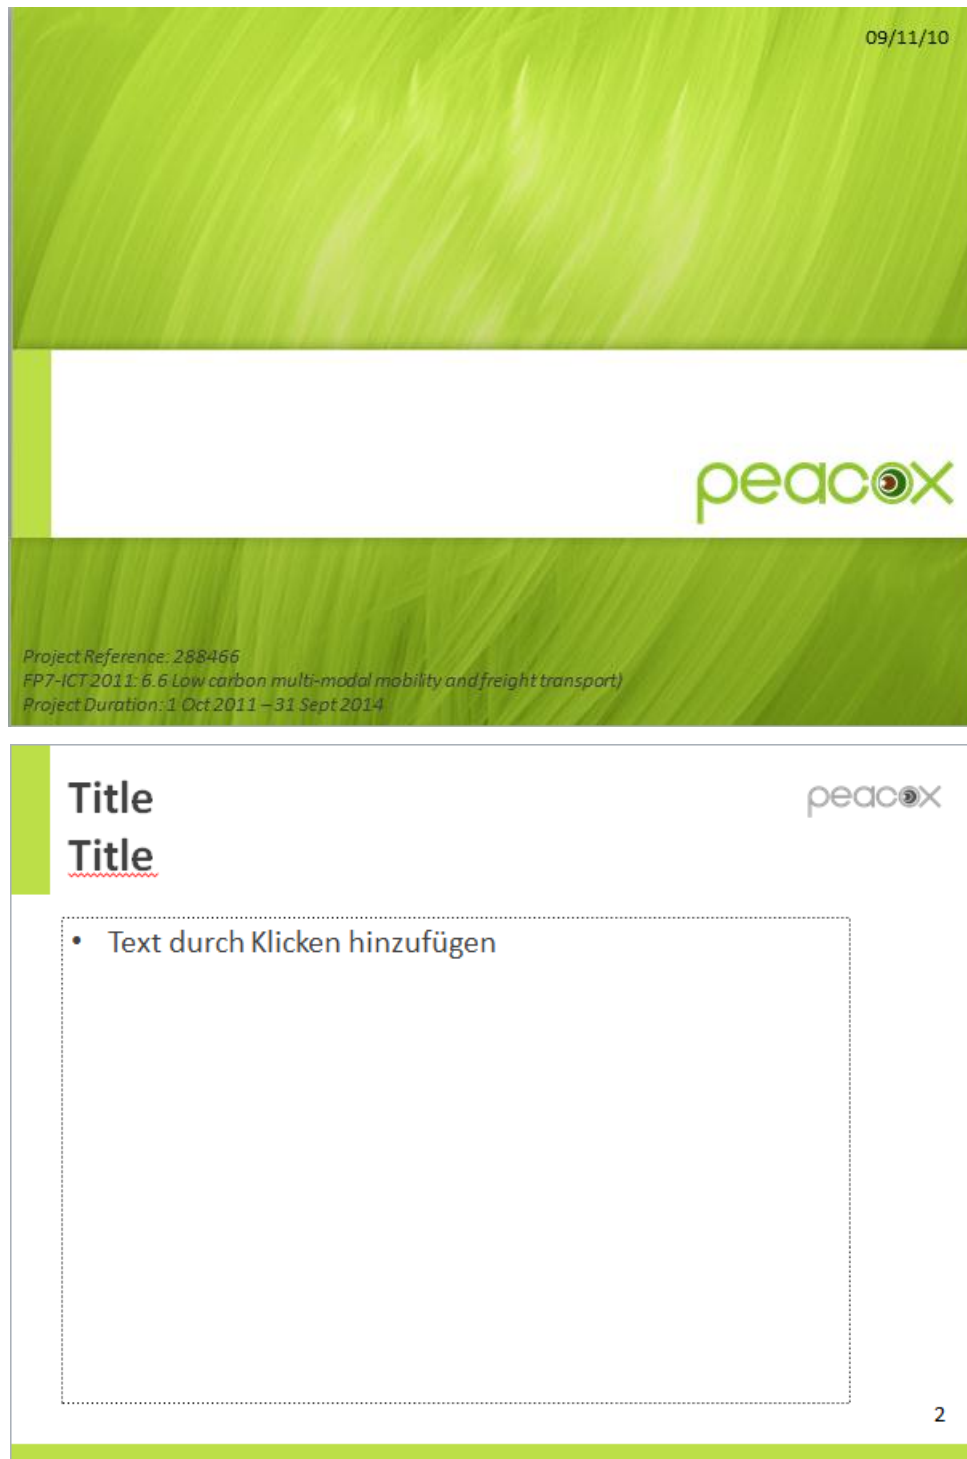 09/11/10
peacox
Project Reference: 288466
FP7-ICT 2011: 6.6 Low carbon multi-modal mobility and freight transport)
Project Duration: 1 Oct 2011 – 31 Sept 2014
Title
peacox
Title
• Text durch Klicken hinzufügen
2